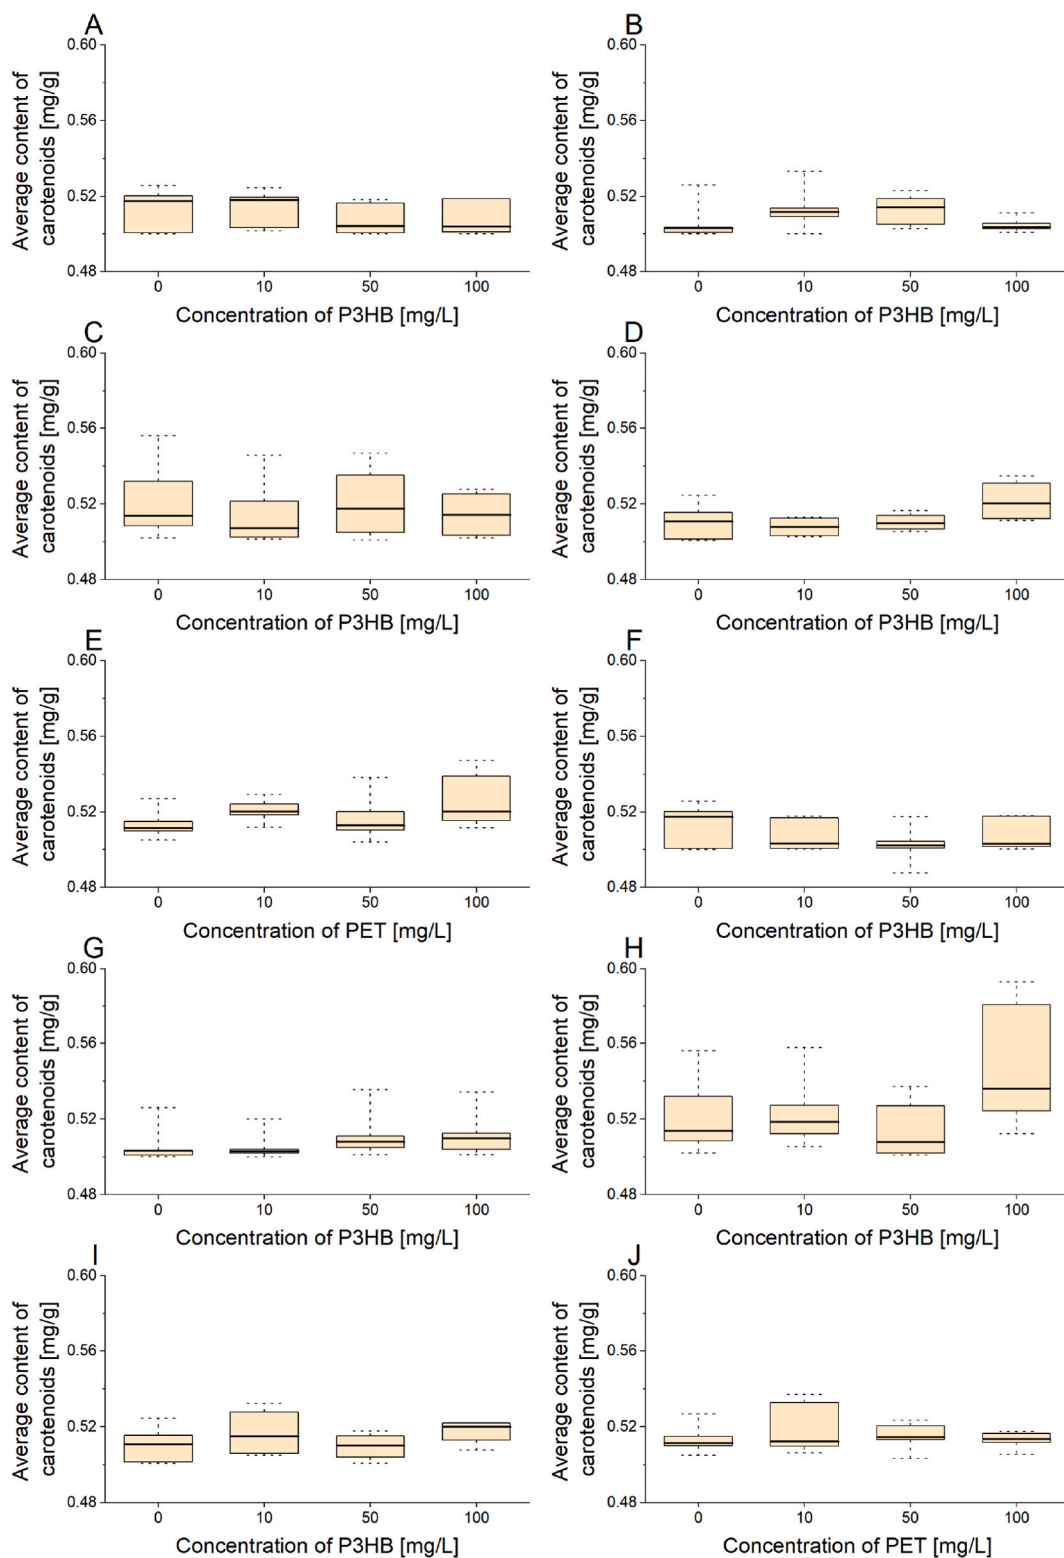 A
0.60
0.56
0.52
0.48
Average content of
carotenoids [mg/g]
0 10 50 100
Concentration of P3HB [mg/L]
B
0.60
0.56
0.52
0.48
Average content of
carotenoids [mg/g]
0 10 50 100
Concentration of P3HB [mg/L]
C
0.60
0.56
0.52
0.48
Average content of
carotenoids [mg/g]
0 10 50 100
Concentration of P3HB [mg/L]
D
0.60
0.56
0.52
0.48
Average content of
carotenoids [mg/g]
0 10 50 100
Concentration of P3HB [mg/L]
E
0.60
0.56
0.52
0.48
Average content of
carotenoids [mg/g]
0 10 50 100
Concentration of PET [mg/L]
F
0.60
0.56
0.52
0.48
Average content of
carotenoids [mg/g]
0 10 50 100
Concentration of P3HB [mg/L]
G
0.60
0.56
0.52
0.48
Average content of
carotenoids [mg/g]
0 10 50 100
Concentration of P3HB [mg/L]
H
0.60
0.56
0.52
0.48
Average content of
carotenoids [mg/g]
0 10 50 100
Concentration of P3HB [mg/L]
I
0.60
0.56
0.52
0.48
Average content of
carotenoids [mg/g]
0 10 50 100
Concentration of P3HB [mg/L]
J
0.60
0.56
0.52
0.48
Average content of
carotenoids [mg/g]
0 10 50 100
Concentration of PET [mg/L]